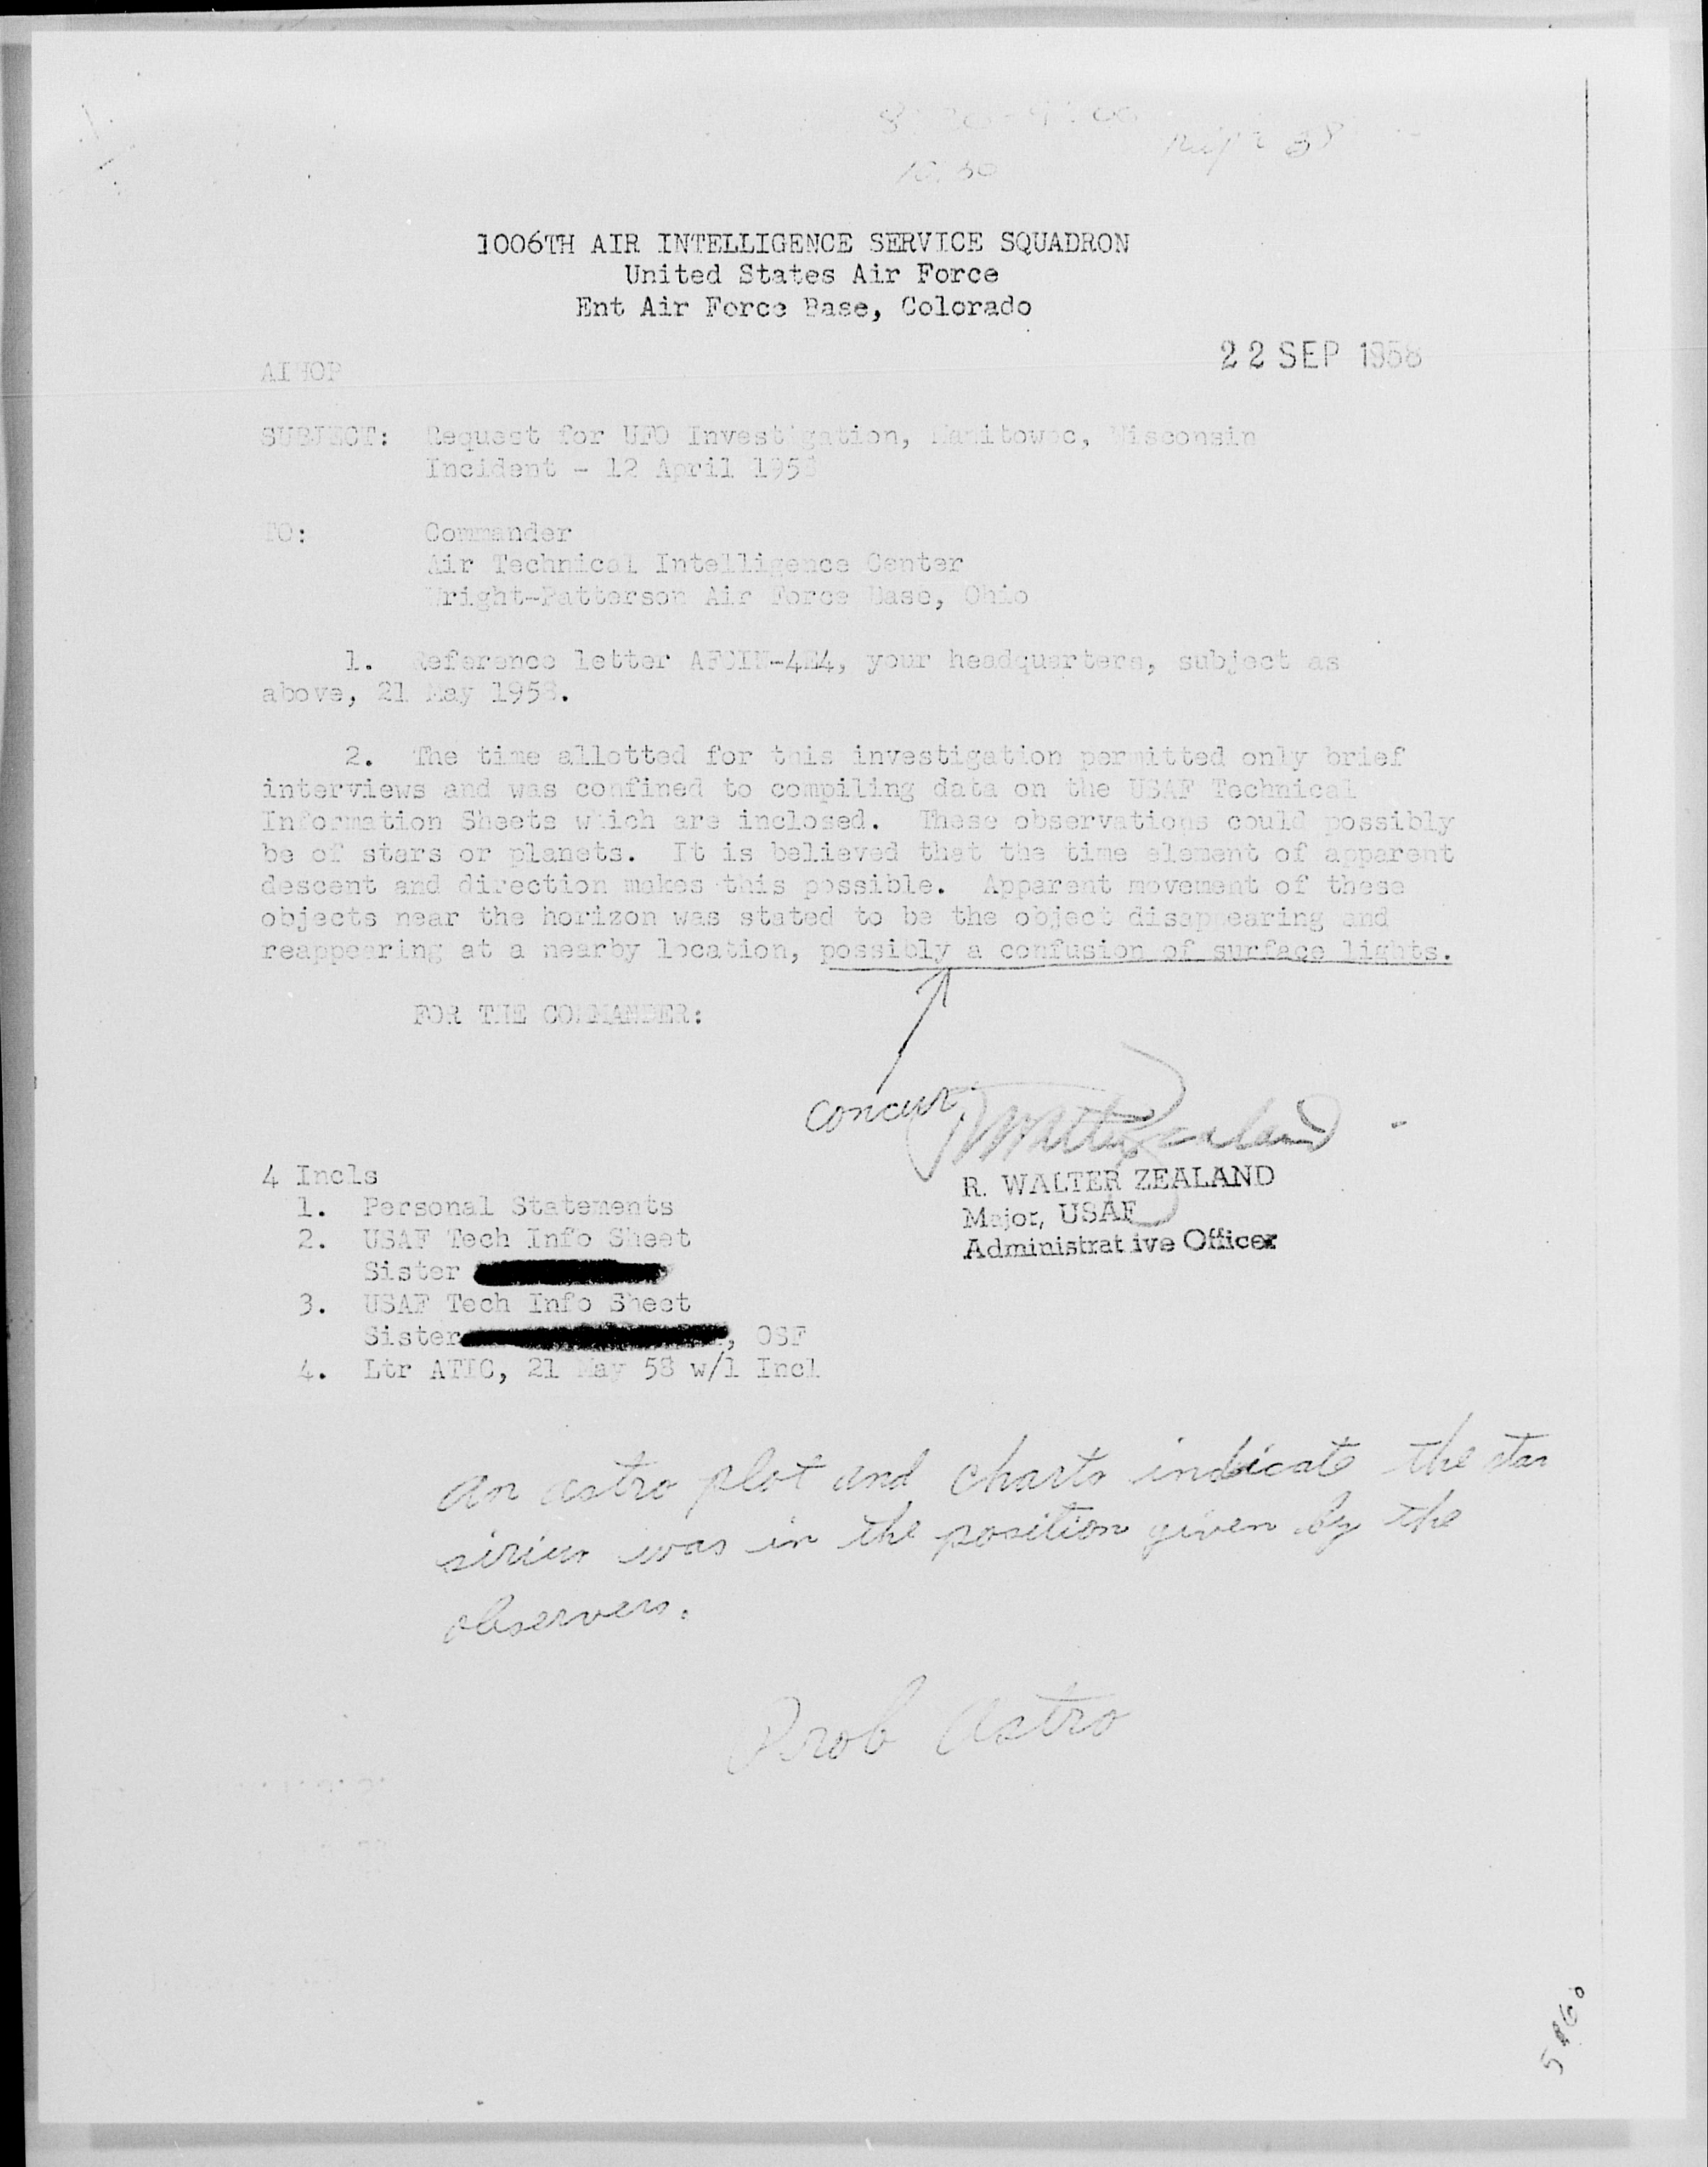 1006TH AIR INTELLIGENCE SERVICE SQUADRON
United States Air Force
Ent Air Force Base, Colorado
22 SEP 1958
SUBJECT: Request for UFO Investigation, Manitowoc, Wisconsin
Incident - 12 April 1958
TO: Commander
Air Technical Intelligence Center
Wright-Patterson Air Force Base, Ohio
1. Reference letter AFCIN-4E4, your headquarters, subject as
above, 21 May 1958.
2. The time allotted for this investigation permitted only brief
interviews and was confined to compiling data on the USAF Technical
Information Sheets which are inclosed. These observations could possibly
be of stars or planets. It is believed that the time element of apparent
descent and direction makes this possible. Apparent movement of these
objects near the horizon was stated to be the object disappearing and
reappearing at a nearby location, possibly a confusion of surface lights.
FOR THE COMMANDER:
concur
R Walter Zealand
R. WALTER ZEALAND
Major, USAF
Administrative Officer
4 Incls
1. Personal Statements
2. USAF Tech Info Sheet
Sister
3. USAF Tech Info Sheet
Sister , OSF
4. Ltr ATIC, 21 May 58 w/1 Incl
An astro plot and charts indicate the star
sirius was in the position given by the
observers.
Prob Astro